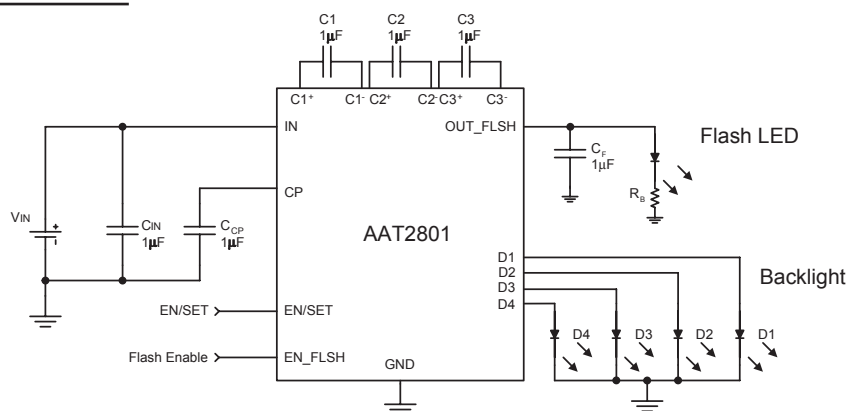 C1
1μF
C2
1μF
C3
1μF
C1+
C1-
C2+
C2-
C3+
C3-
IN
OUT_FLSH
CP
AAT2801
VIN
+
-
CIN
1μF
CCP
1μF
CF
1μF
RB
Flash LED
D1
D2
D3
D4
Backlight
EN/SET
EN/SET
Flash Enable
EN_FLSH
GND
D4
D3
D2
D1